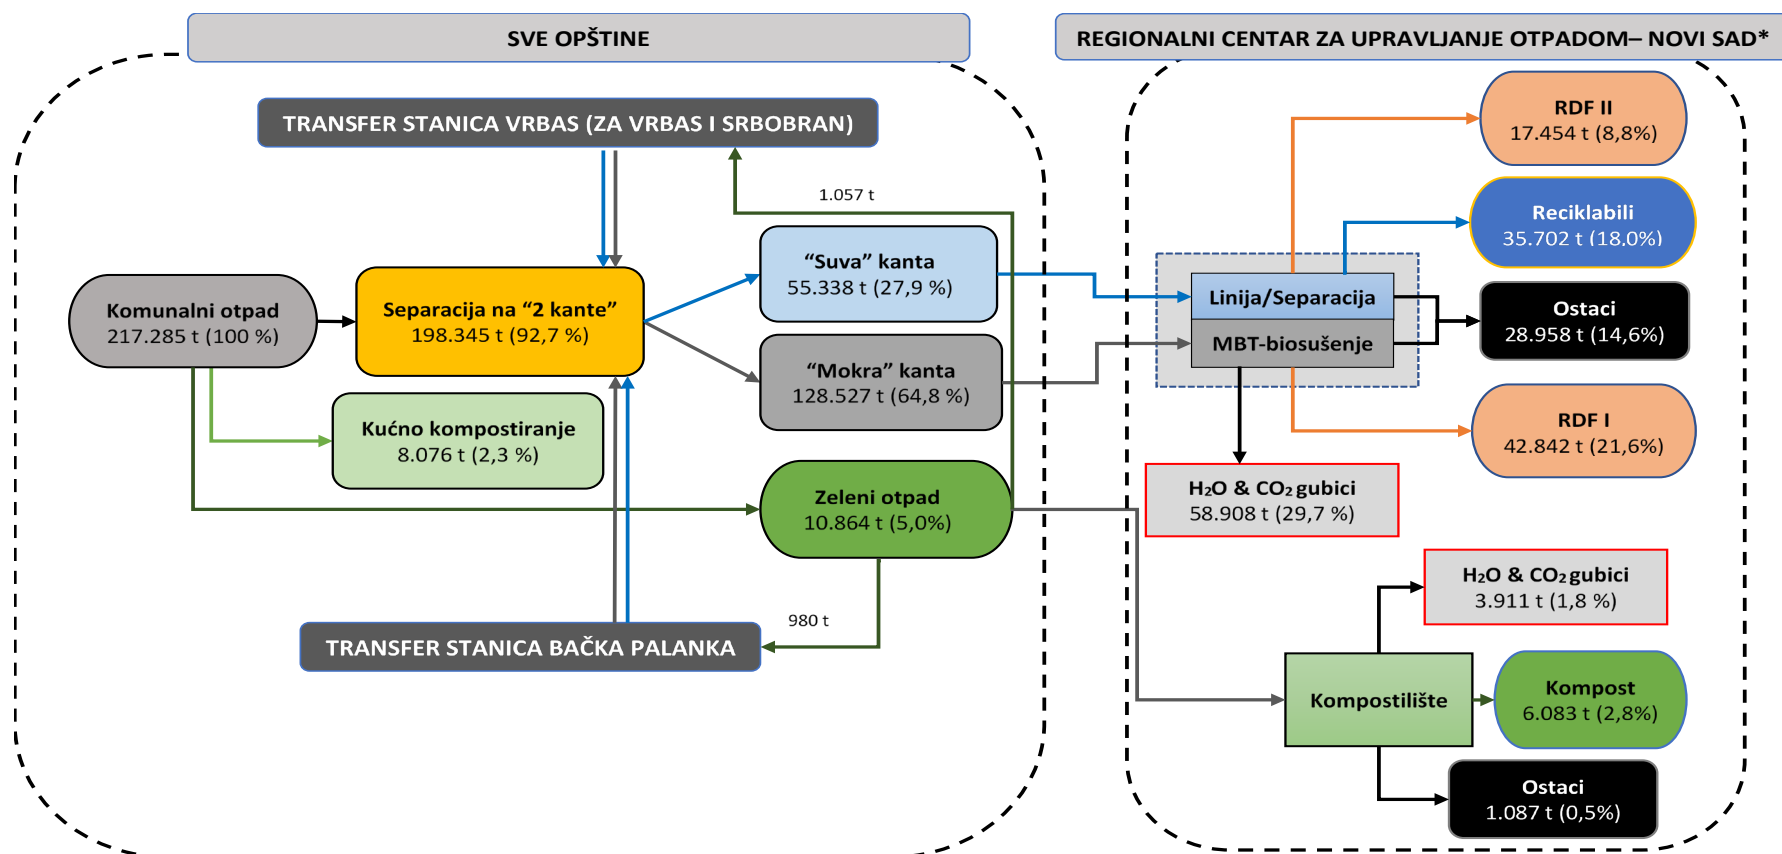 SVE OPŠTINE
REGIONALNI CENTAR ZA UPRAVLJANJE OTPADOM– NOVI SAD*
TRANSFER STANICA VRBAS (ZA VRBAS I SRBOBRAN)
1.057 t
Komunalni otpad
217.285 t (100 %)
Separacija na “2 kante”
198.345 t (92,7 %)
“Suva” kanta
55.338 t (27,9 %)
“Mokra” kanta
128.527 t (64,8 %)
Kućno kompostiranje
8.076 t (2,3 %)
Zeleni otpad
10.864 t (5,0%)
980 t
TRANSFER STANICA BAČKA PALANKA
RDF II
17.454 t (8,8%)
Reciklabili
35.702 t (18,0%)
Linija/Separacija
MBT-biosušenje
Ostaci
28.958 t (14,6%)
RDF I
42.842 t (21,6%)
H₂O & CO₂ gubici
58.908 t (29,7 %)
H₂O & CO₂ gubici
3.911 t (1,8 %)
Kompostilište
Kompost
6.083 t (2,8%)
Ostaci
1.087 t (0,5%)